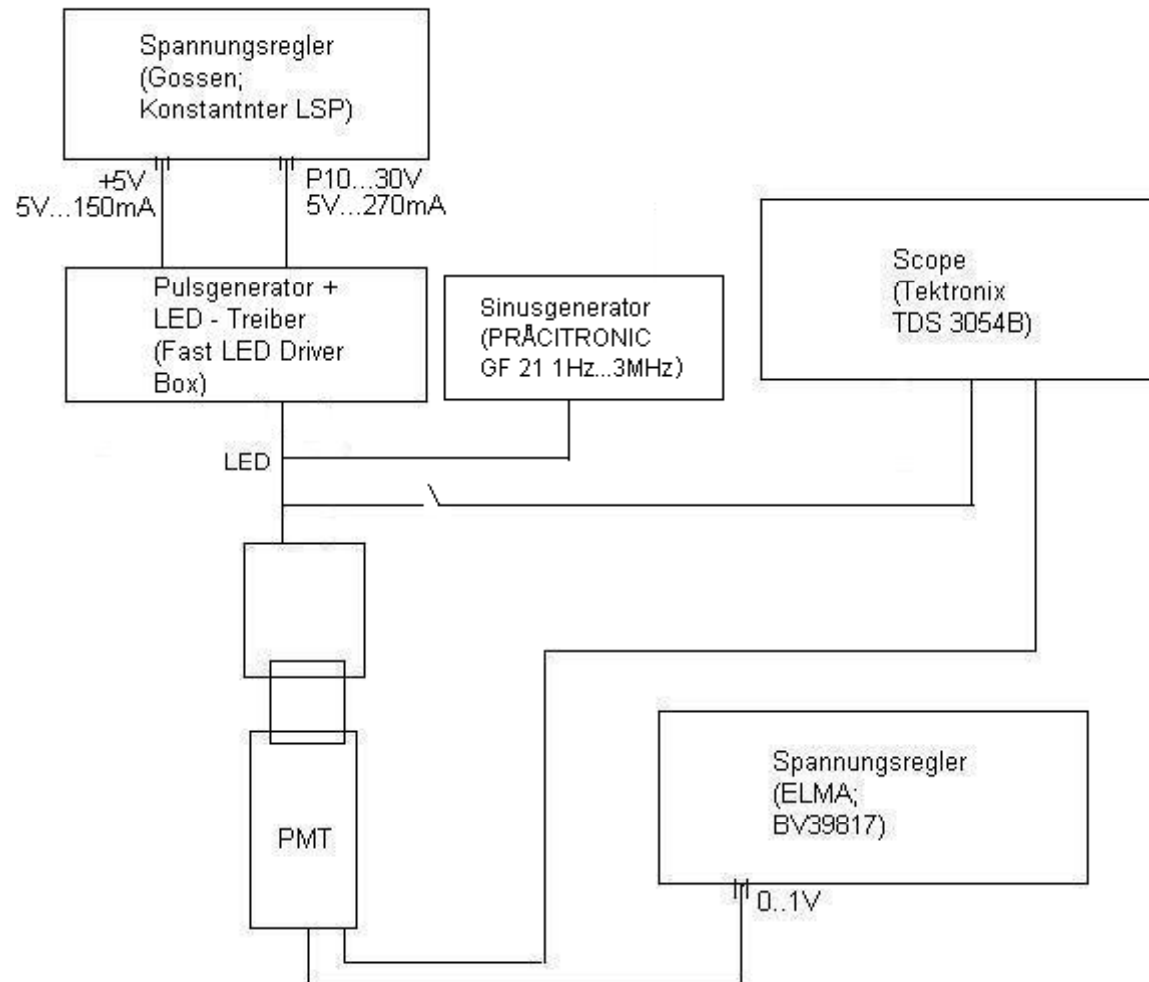 Spannungsregler
(Gossen;
Konstantnter LSP)
+5V
5V...150mA
P10...30V
5V...270mA
Pulsgenerator +
LED - Treiber
(Fast LED Driver
Box)
Sinusgenerator
(PRÅCITRONIC
GF 21 1Hz...3MHz)
Scope
(Tektronix
TDS 3054B)
LED
PMT
Spannungsregler
(ELMA;
BV39817)
0..1V